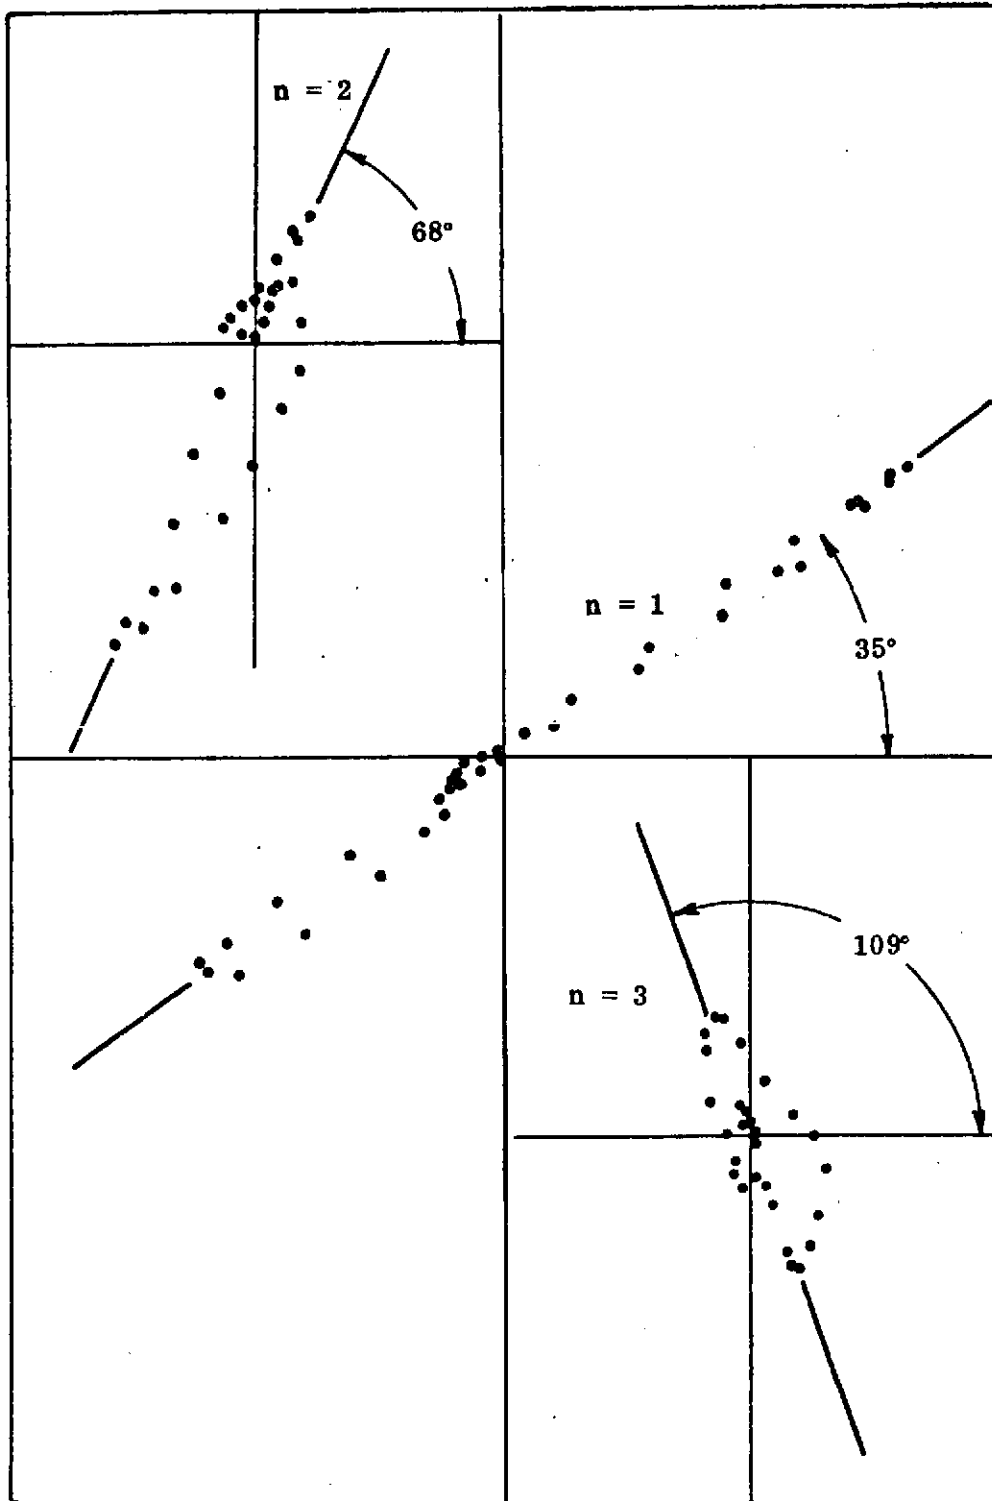 n = 2
68°
n = 1
35°
109°
n = 3